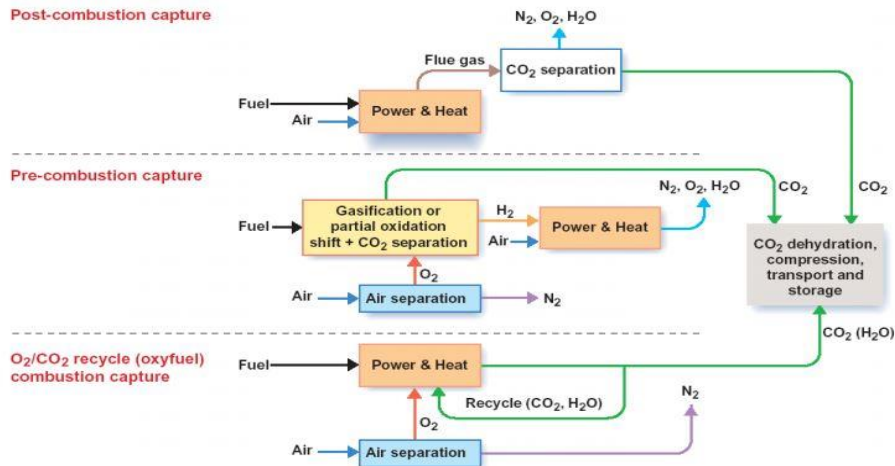 Post-combustion capture
N₂, O₂, H₂O
Flue gas
CO₂ separation
Fuel
Air
Power & Heat
CO₂
Pre-combustion capture
Fuel
Gasification or
partial oxidation
shift + CO₂ separation
H₂
Air
Power & Heat
N₂, O₂, H₂O
CO₂
O₂
Air
Air separation
N₂
CO₂ dehydration,
compression,
transport and
storage
O₂/CO₂ recycle (oxyfuel)
combustion capture
Fuel
Power & Heat
CO₂ (H₂O)
Recycle (CO₂, H₂O)
O₂
N₂
Air
Air separation